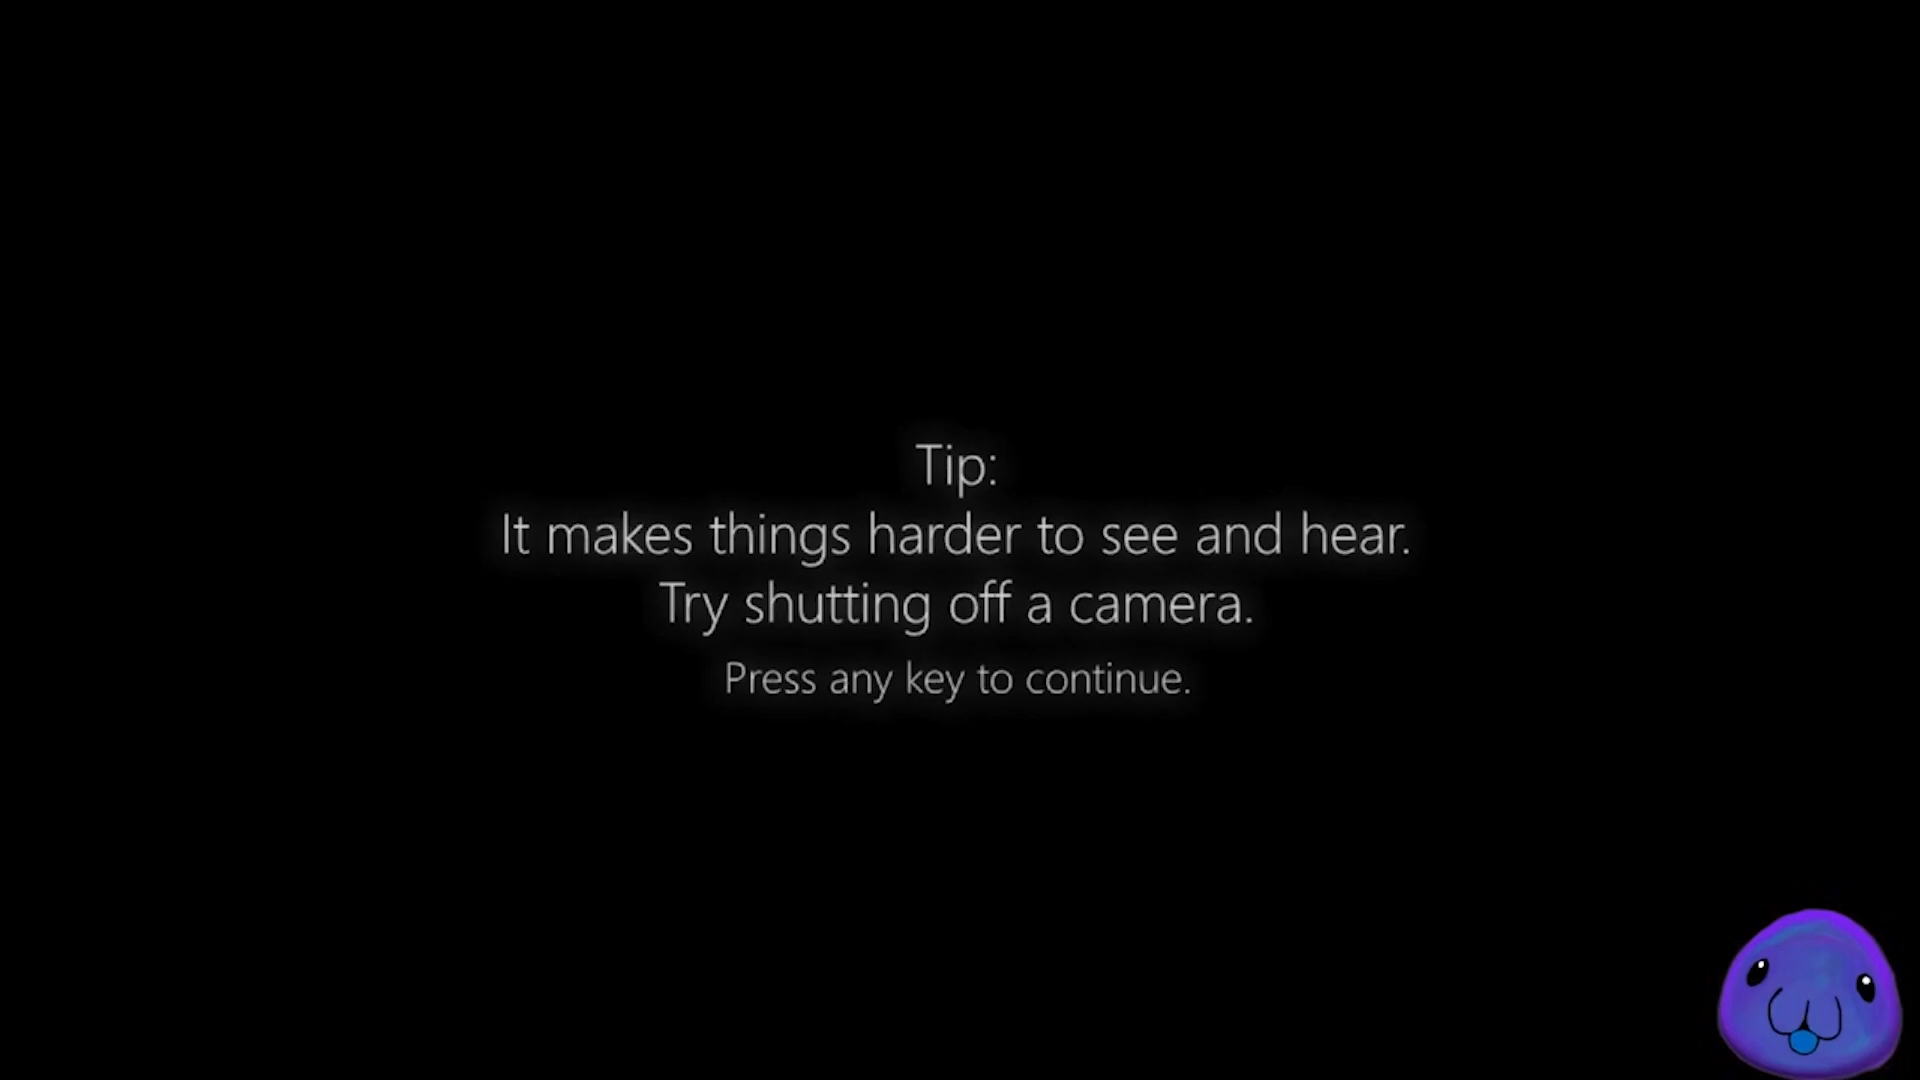 Tip:
It makes things harder to see and hear.
Try shutting off a camera.
Press any key to continue.